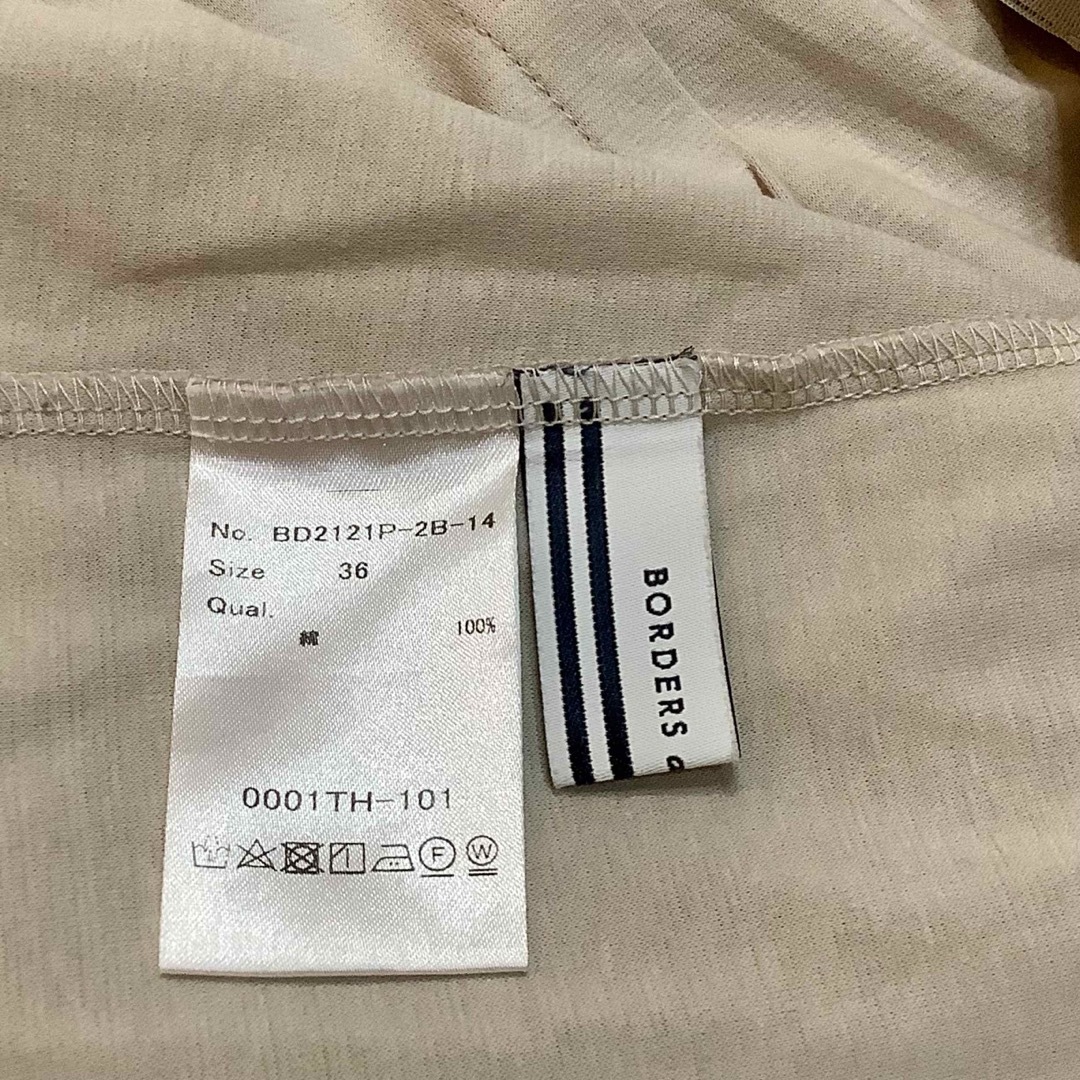 No. BD2121P-2B-14
Size 36
Qual.
綿 100%
0001TH-101
F W
BORDERS a